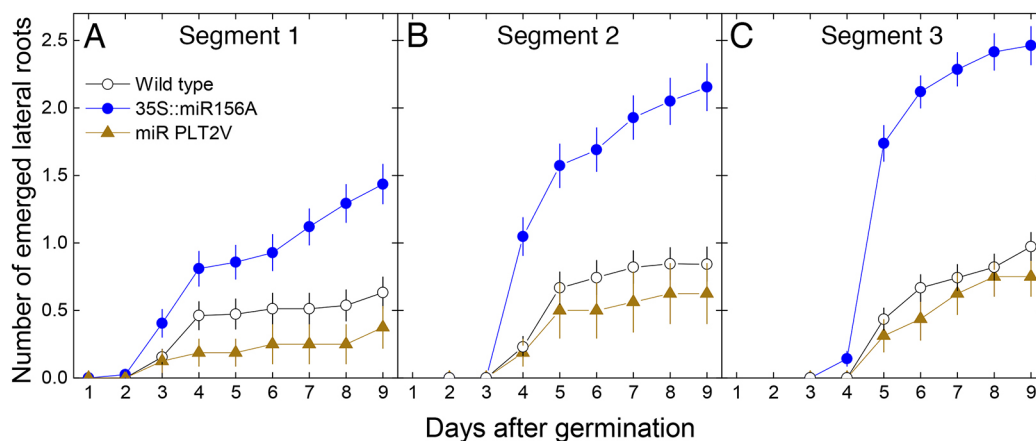 A Segment 1
B Segment 2
C Segment 3
Wild type
35S::miR156A
miR PLT2V
Number of emerged lateral roots
2.5
2.0
1.5
1.0
0.5
0.0
1 2 3 4 5 6 7 8 9
1 2 3 4 5 6 7 8 9
1 2 3 4 5 6 7 8 9
Days after germination